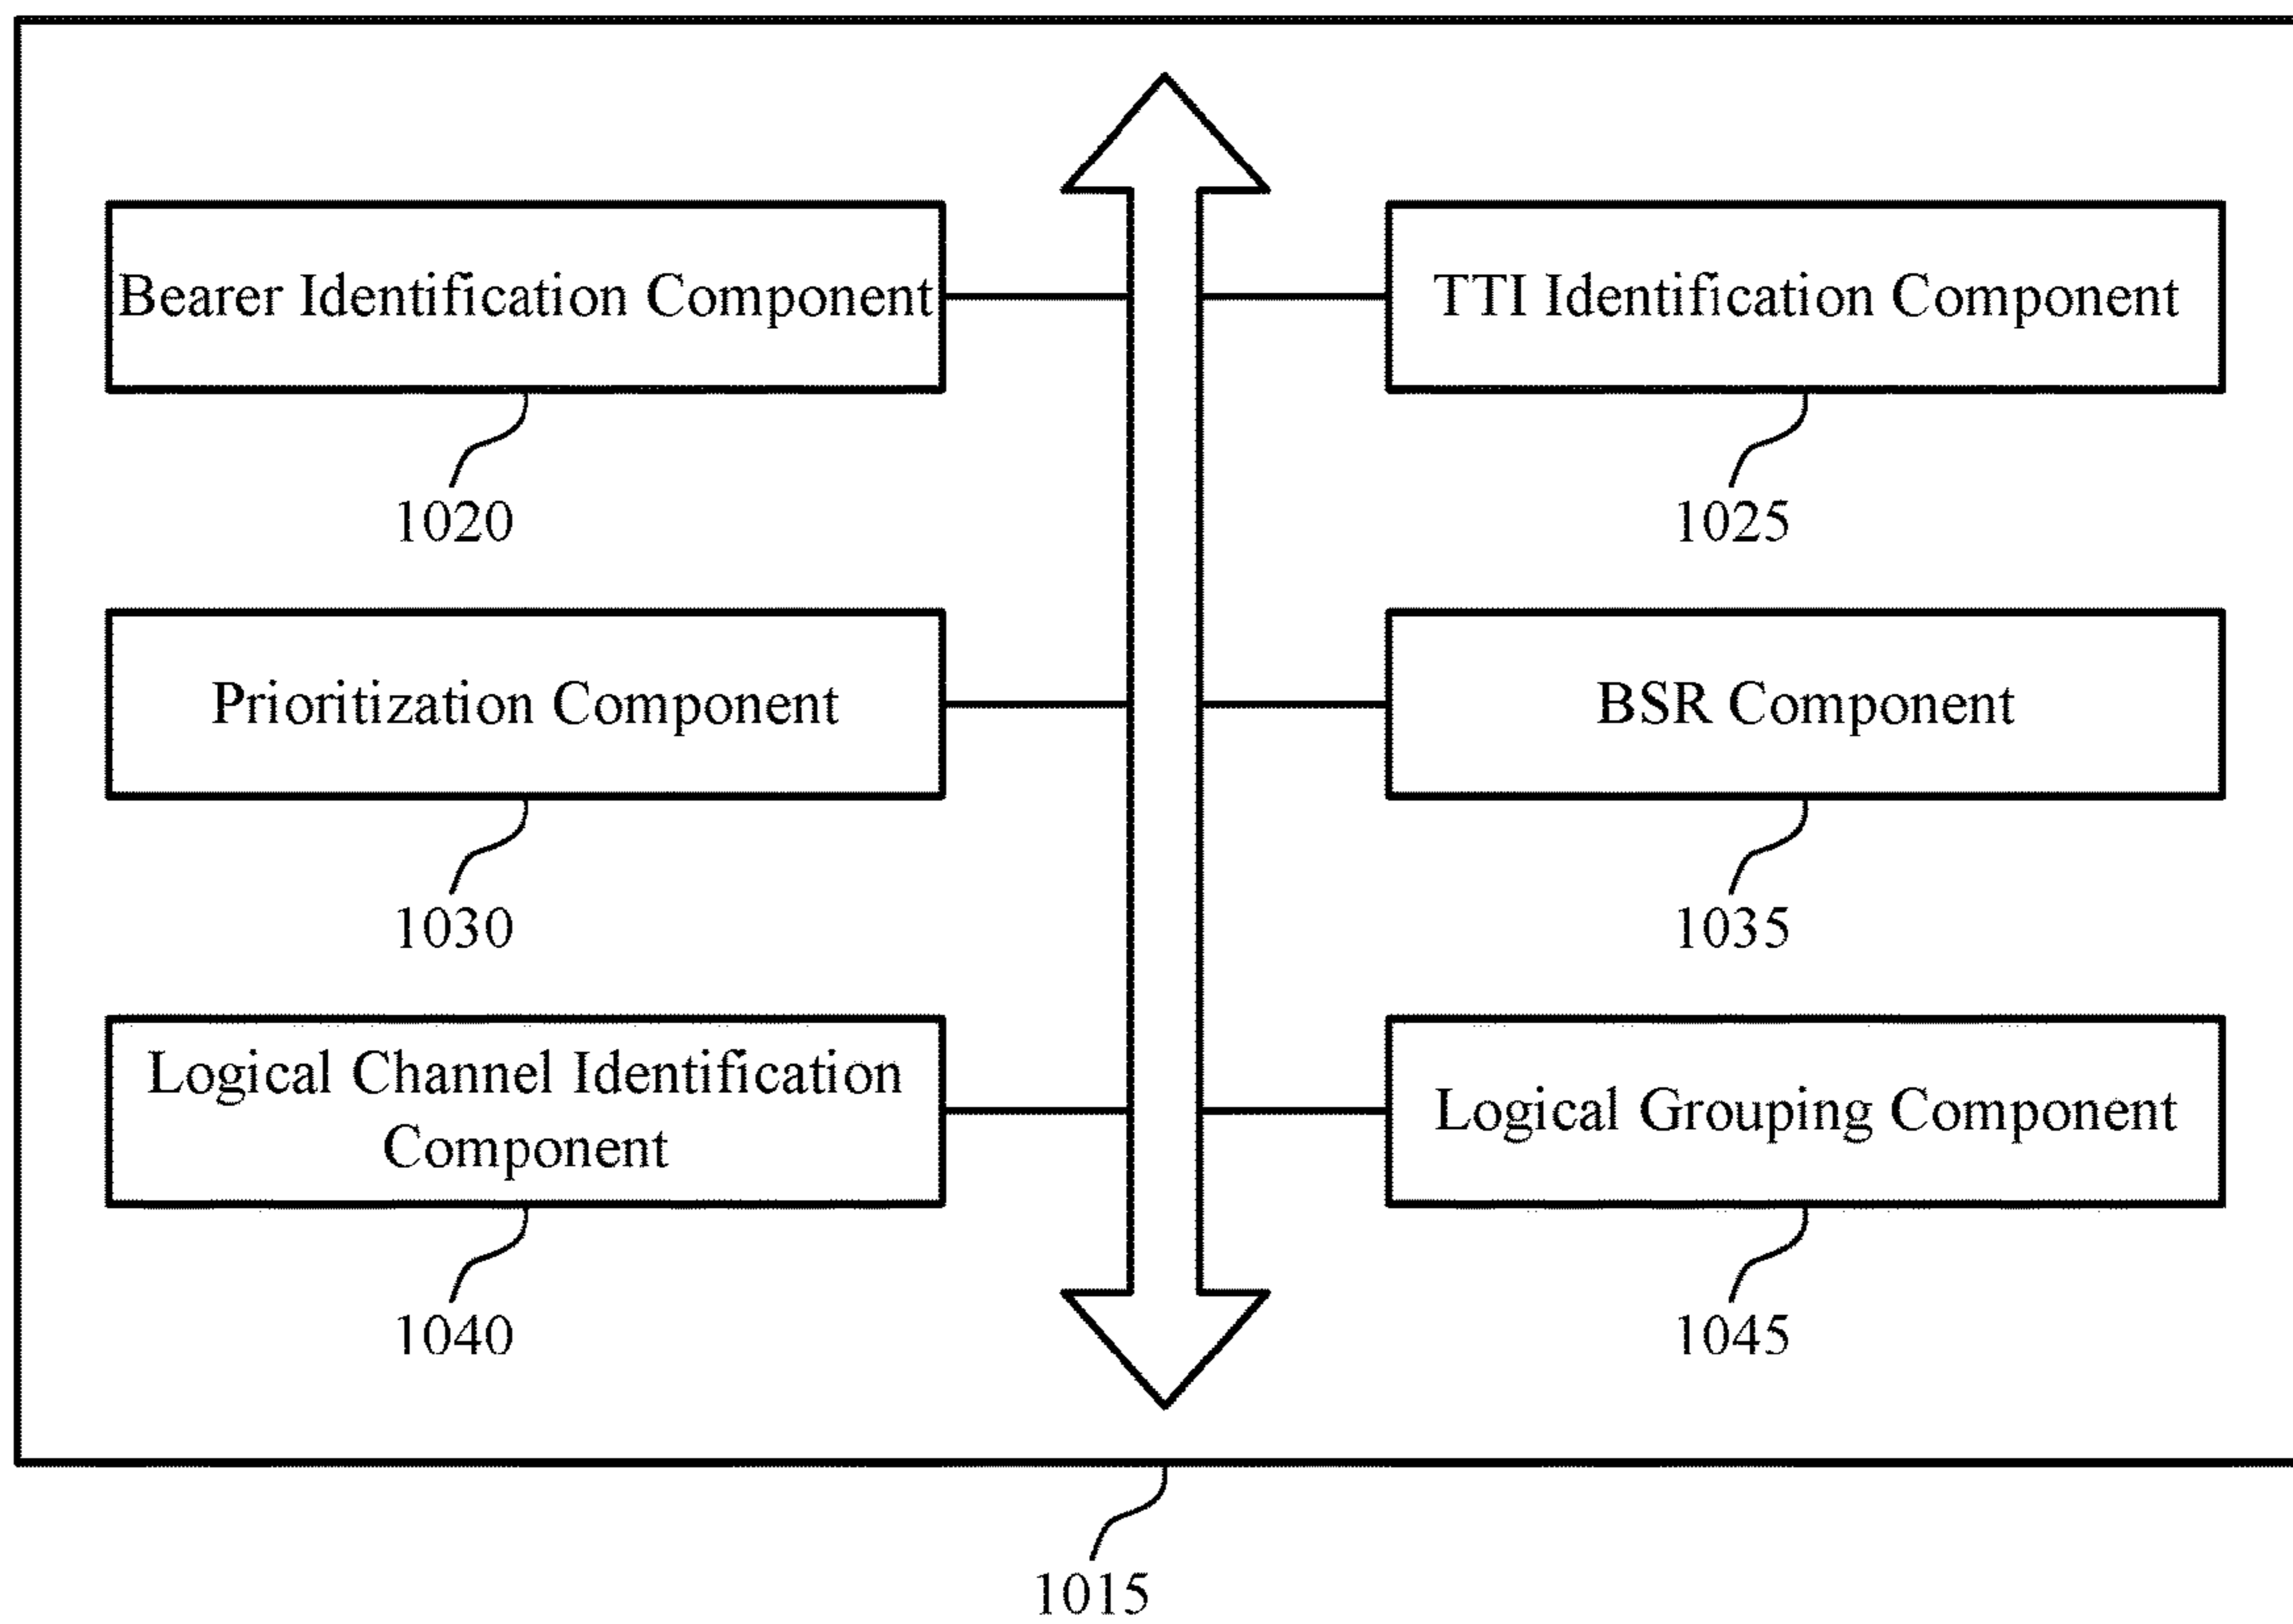 Bearer Identification Component
TTI Identification Component
1020
1025
Prioritization Component
BSR Component
1030
1035
Logical Channel Identification
Component
Logical Grouping Component
1040
1045
1015